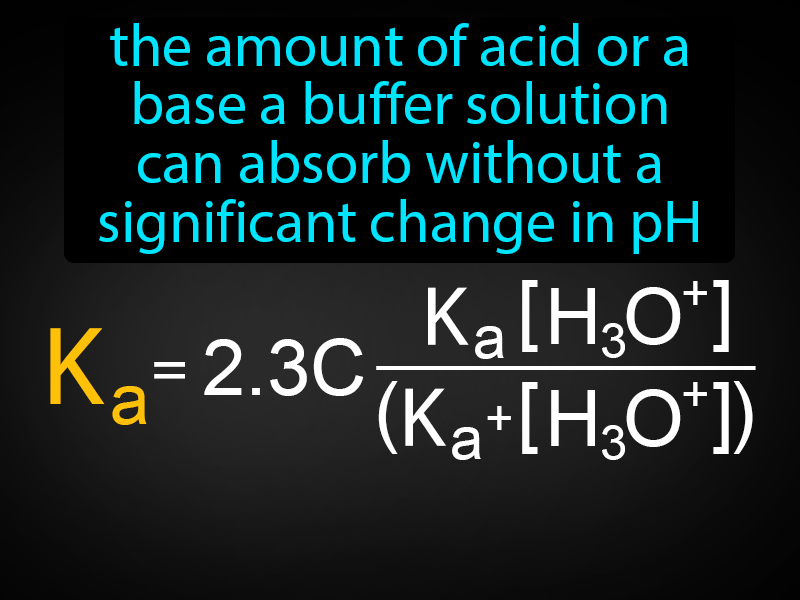 the amount of acid or a
base a buffer solution
can absorb without a
significant change in pH
Kₐ = 2.3C Kₐ[H₃O⁺]
(Kₐ+[H₃O⁺])